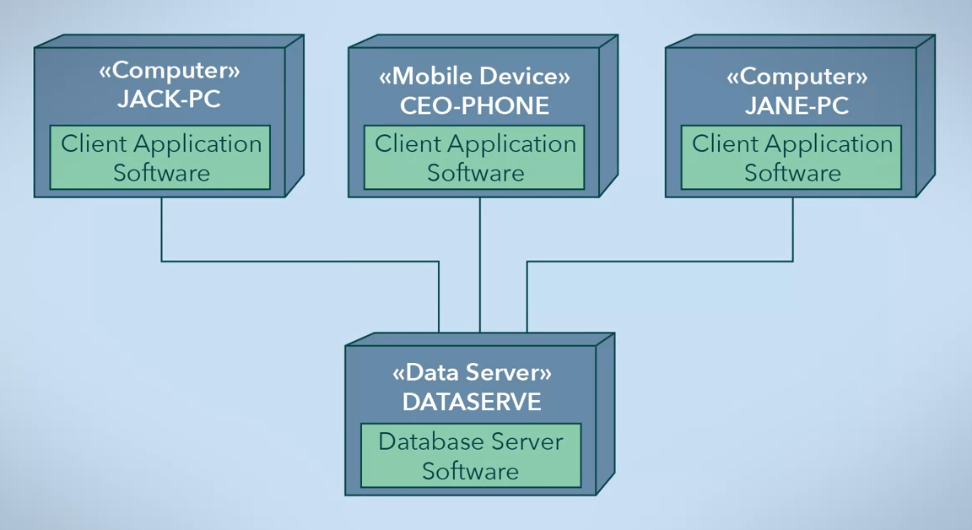 «Computer»
JACK-PC
Client Application
Software
«Mobile Device»
CEO-PHONE
Client Application
Software
«Computer»
JANE-PC
Client Application
Software
«Data Server»
DATASERVE
Database Server
Software